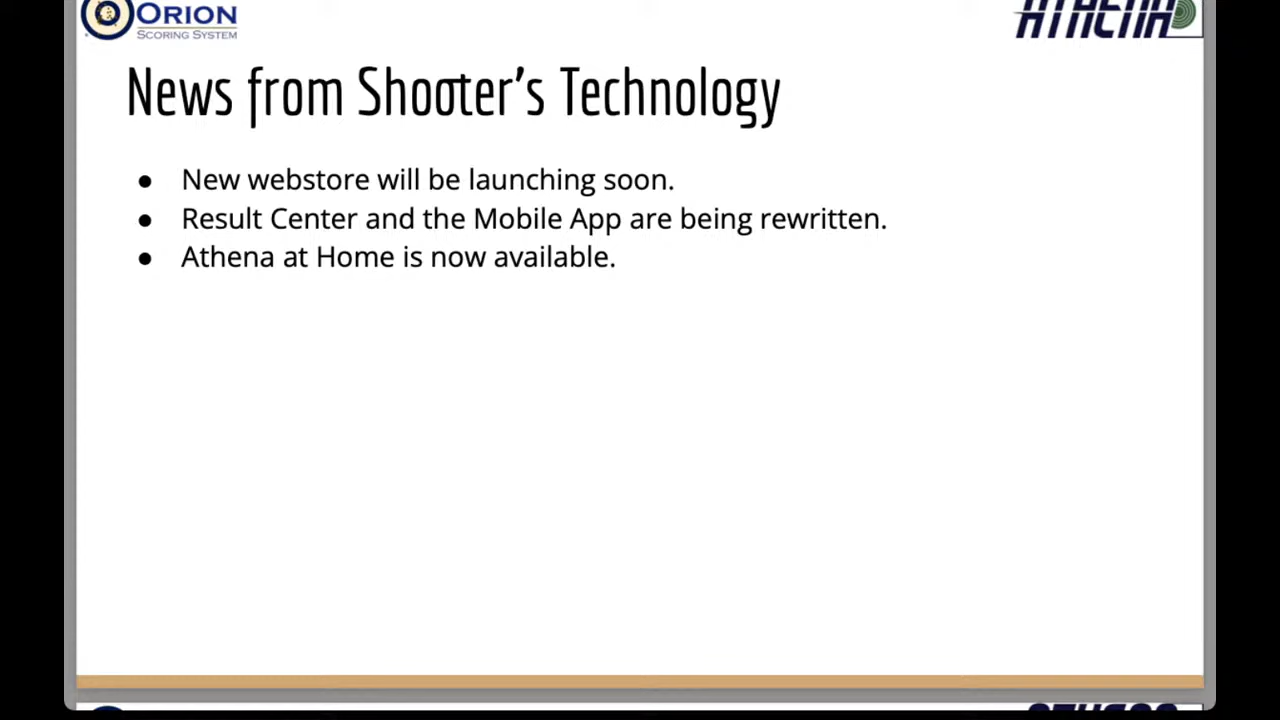 ORION
SCORING SYSTEM
ATHENA
News from Shooter's Technology
● New webstore will be launching soon.
● Result Center and the Mobile App are being rewritten.
● Athena at Home is now available.